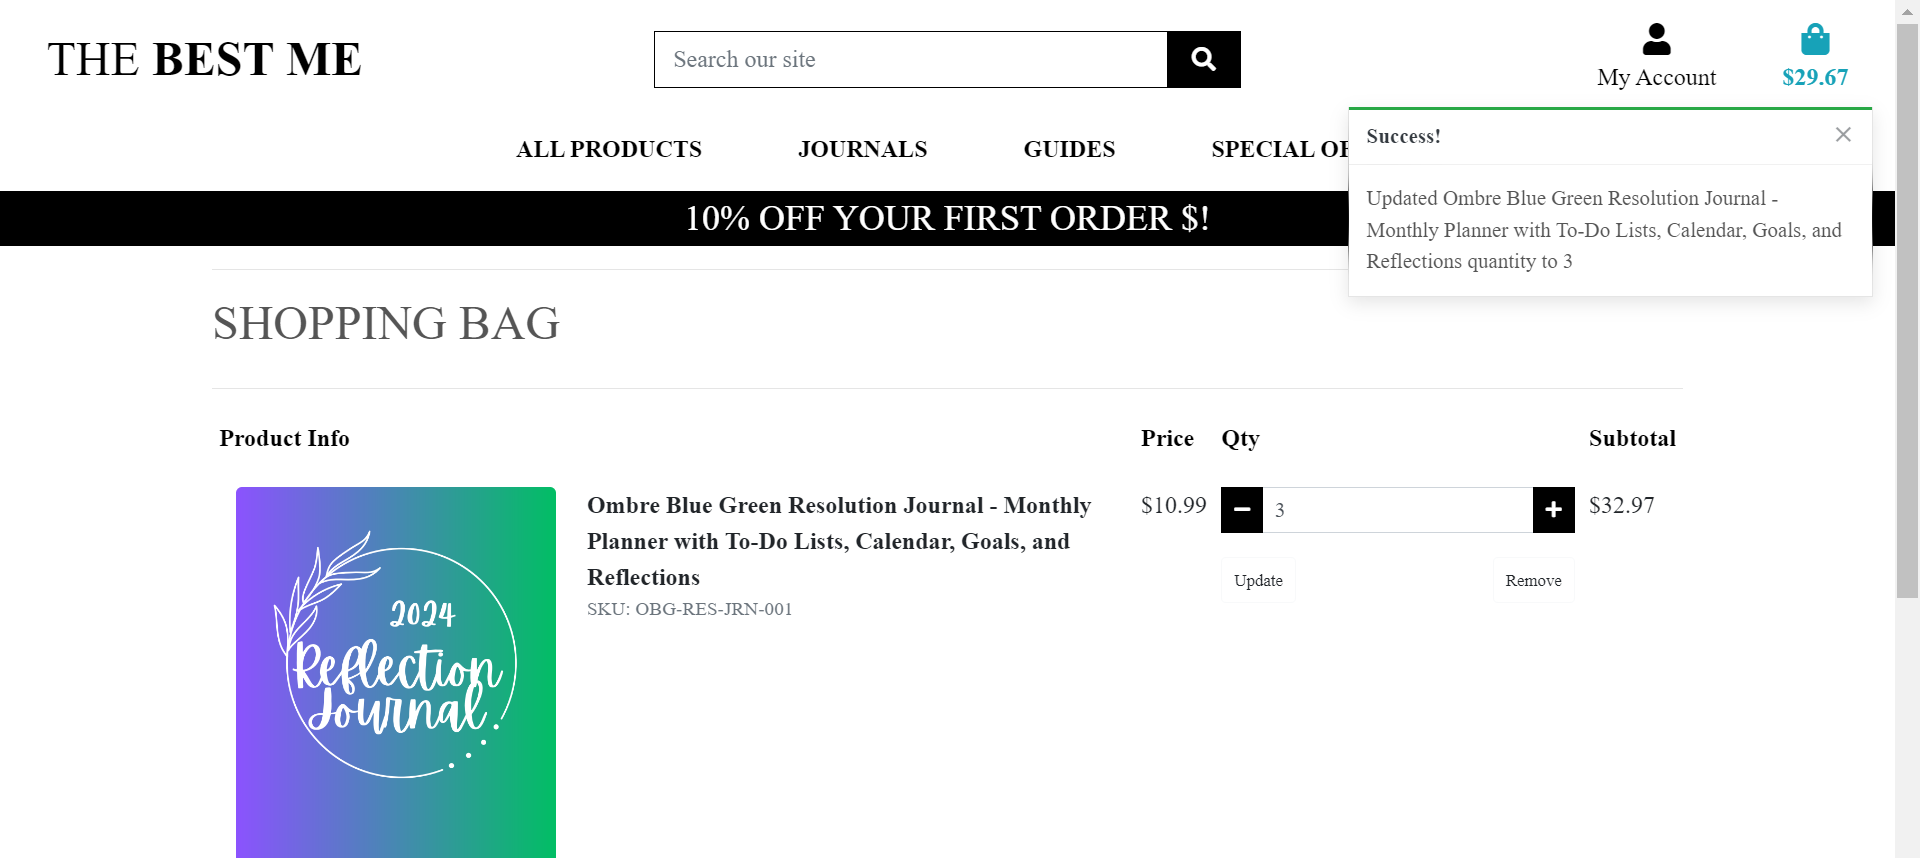 THE BEST ME
Search our site
My Account
$29.67
ALL PRODUCTS
JOURNALS
GUIDES
SPECIAL
Success!
Updated Ombre Blue Green Resolution Journal -
Monthly Planner with To-Do Lists, Calendar, Goals, and
Reflections quantity to 3
10% OFF YOUR FIRST ORDER $!
SHOPPING BAG
Product Info
Price
Qty
Subtotal
Ombre Blue Green Resolution Journal - Monthly
Planner with To-Do Lists, Calendar, Goals, and
Reflections
SKU: OBG-RES-JRN-001
$10.99
3
$32.97
Update
Remove
2024
Reflection
Journal